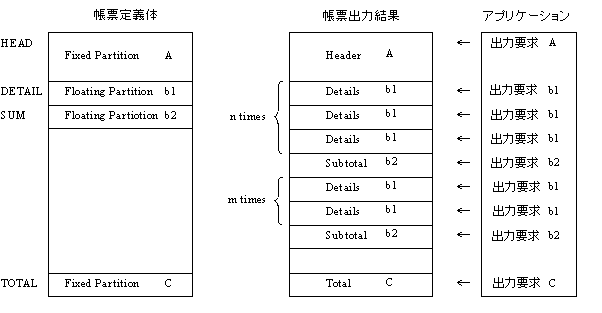 帳票定義体 帳票出力結果 アプリケーション
HEAD Fixed Partition A Header A ← 出力要求 A
DETAIL Floating Partition b1 Details b1 ← 出力要求 b1
SUM Floating Partiotion b2 Details b1 ← 出力要求 b1
n times
Details b1 ← 出力要求 b1
Subtotal b2 ← 出力要求 b2
Details b1 ← 出力要求 b1
m times
Details b1 ← 出力要求 b1
Subtotal b2 ← 出力要求 b2
TOTAL Fixed Partition C Total C ← 出力要求 C